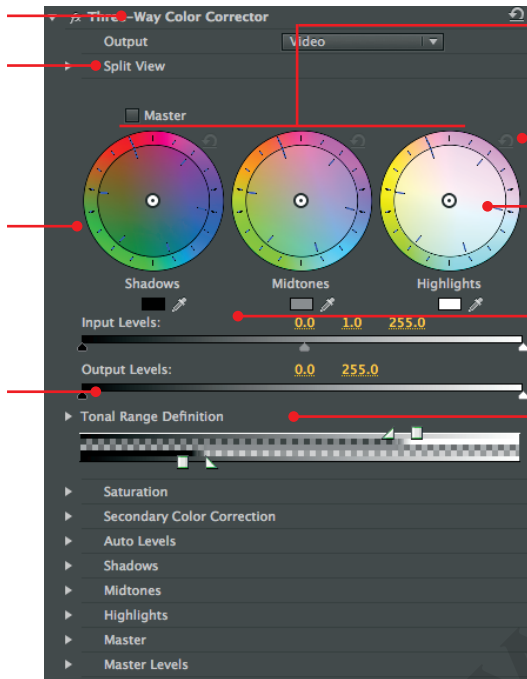 fx Three-Way Color Corrector
Output Video
Split View
Master
Shadows Midtones Highlights
Input Levels: 0.0 1.0 255.0
Output Levels: 0.0 255.0
Tonal Range Definition
Saturation
Secondary Color Correction
Auto Levels
Shadows
Midtones
Highlights
Master
Master Levels